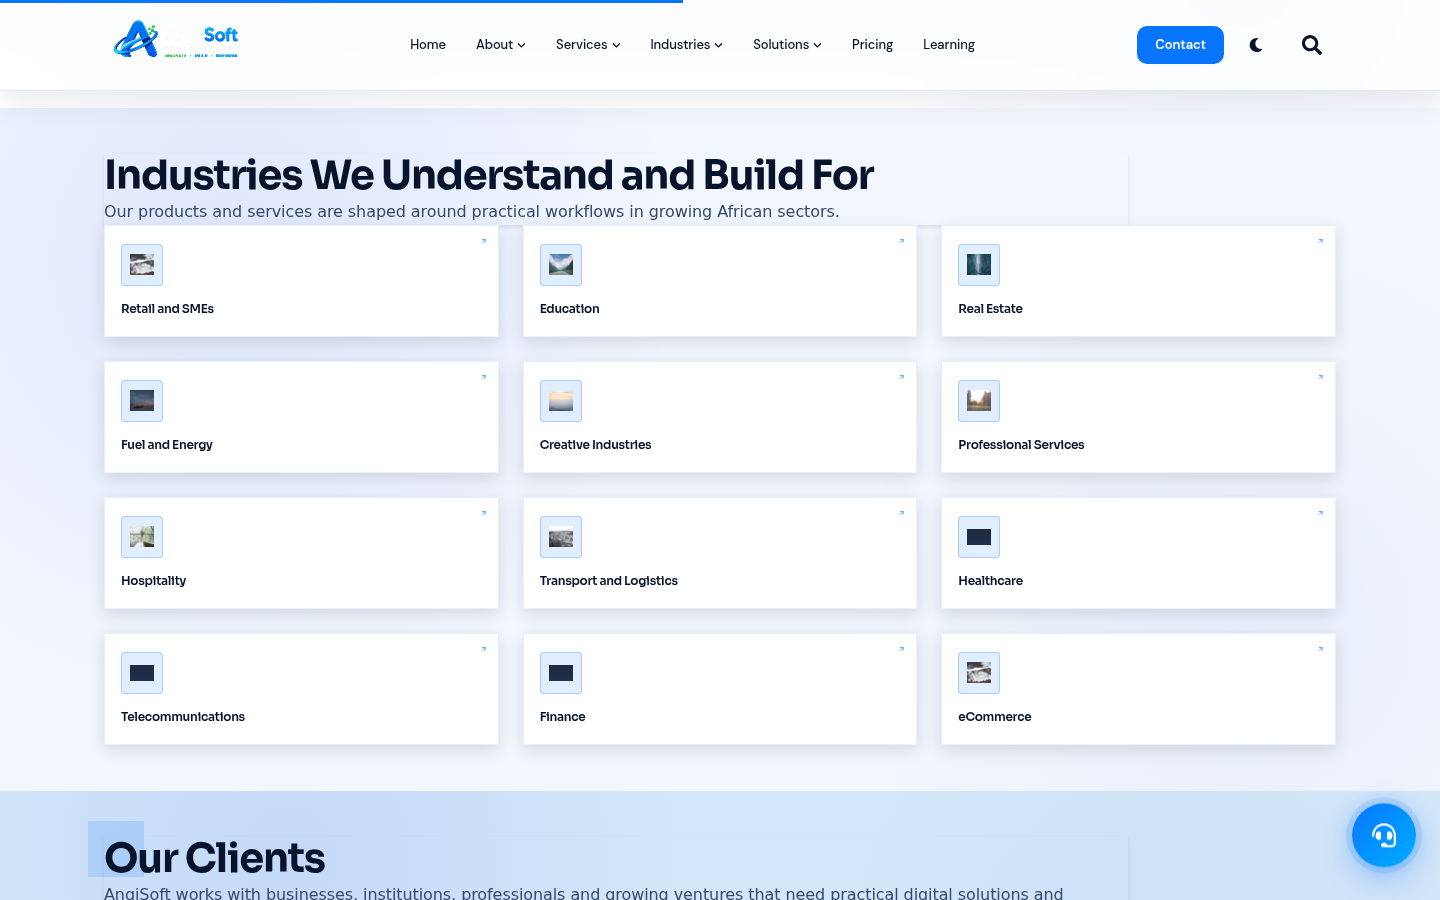 Soft
Home
About
Services
Industries
Solutions
Pricing
Learning
Contact
Industries We Understand and Build For
Our products and services are shaped around practical workflows in growing African sectors.
Retail and SMEs
Education
Real Estate
Fuel and Energy
Creative Industries
Professional Services
Hospitality
Transport and Logistics
Healthcare
Telecommunications
Finance
eCommerce
Our Clients
AngiSoft works with businesses, institutions, professionals and growing ventures that need practical digital solutions and